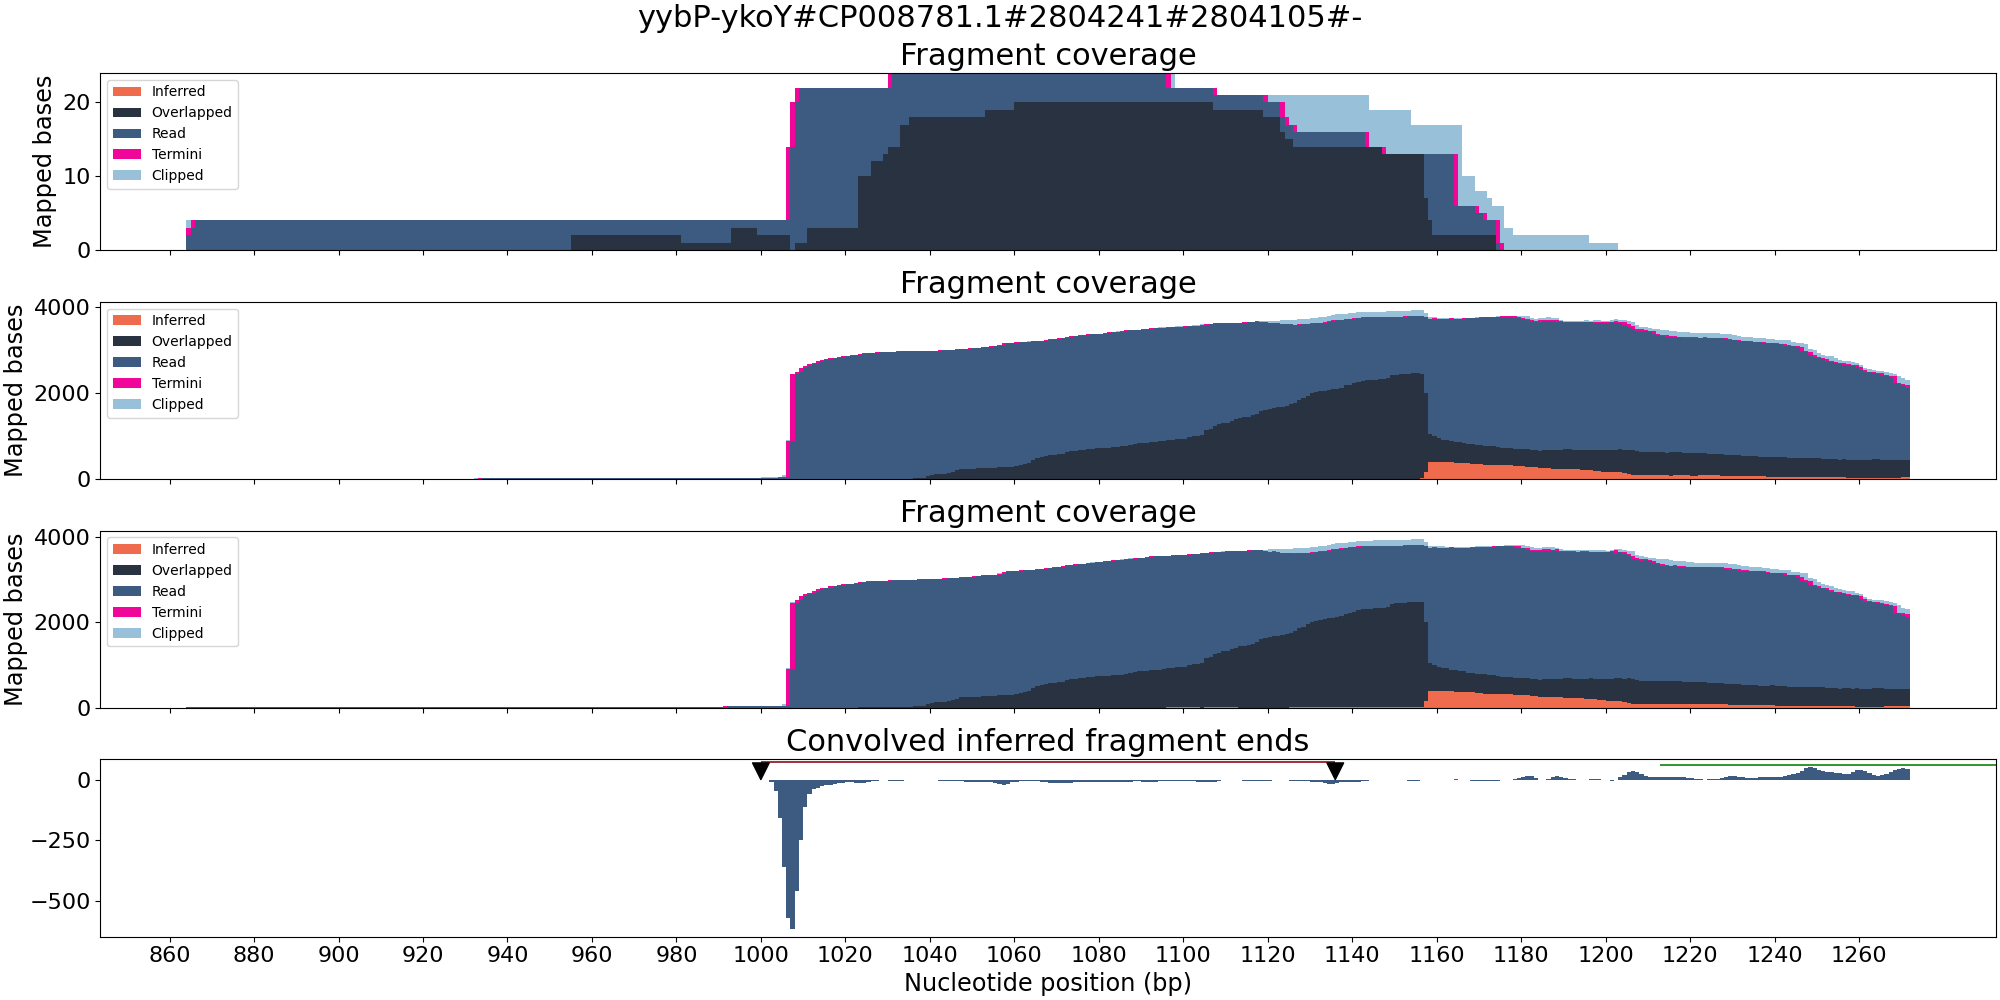 yybP-ykoY#CP008781.1#2804241#2804105#-
Fragment coverage
Mapped bases
20
10
0
Inferred
Overlapped
Read
Termini
Clipped
Fragment coverage
Mapped bases
4000
2000
0
Inferred
Overlapped
Read
Termini
Clipped
Fragment coverage
Mapped bases
4000
2000
0
Inferred
Overlapped
Read
Termini
Clipped
Convolved inferred fragment ends
0
−250
−500
860 880 900 920 940 960 980 1000 1020 1040 1060 1080 1100 1120 1140 1160 1180 1200 1220 1240 1260
Nucleotide position (bp)